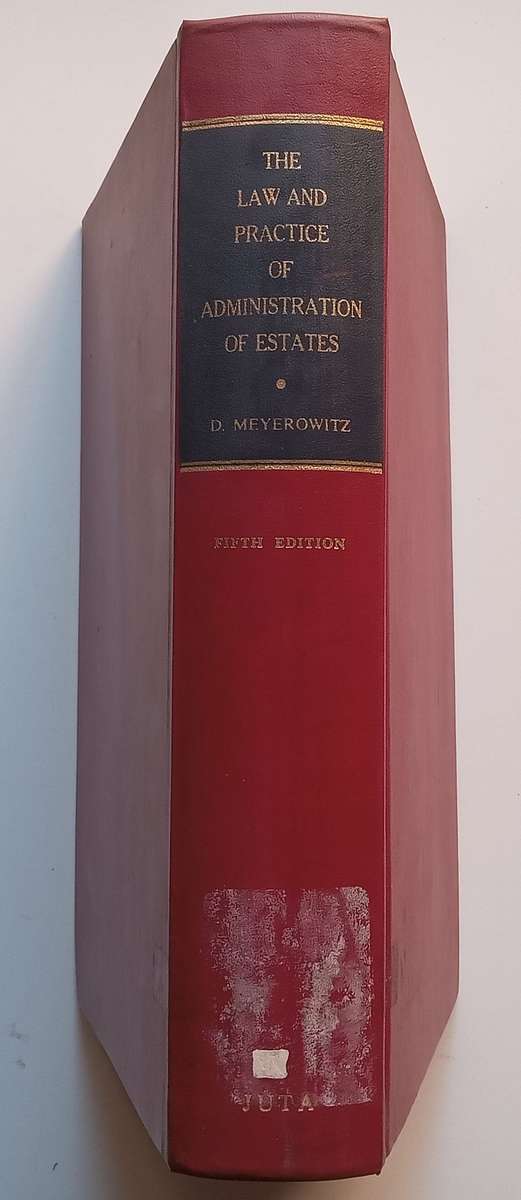 THE
LAW AND
PRACTICE
OF
ADMINISTRATION
OF ESTATES
D. MEYEROWITZ
FIFTH EDITION
JUTA